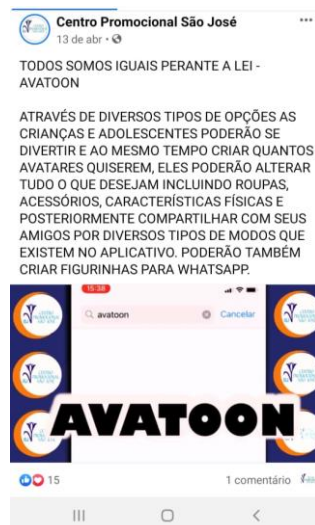 Centro Promocional São José
13 de abr
TODOS SOMOS IGUAIS PERANTE A LEI -
AVATOON
ATRAVÉS DE DIVERSOS TIPOS DE OPÇÕES AS
CRIANÇAS E ADOLESCENTES PODERÃO SE
DIVERTIR E AO MESMO TEMPO CRIAR QUANTOS
AVATARES QUISEREM, ELES PODERÃO ALTERAR
TUDO O QUE DESEJAM INCLUINDO ROUPAS,
ACESSÓRIOS, CARACTERÍSTICAS FÍSICAS E
POSTERIORMENTE COMPARTILHAR COM SEUS
AMIGOS POR DIVERSOS TIPOS DE MODOS QUE
EXISTEM NO APLICATIVO. PODERÃO TAMBÉM
CRIAR FIGURINHAS PARA WHATSAPP.
15:38
avatoon Cancelar
AVATOON
15 1 comentário